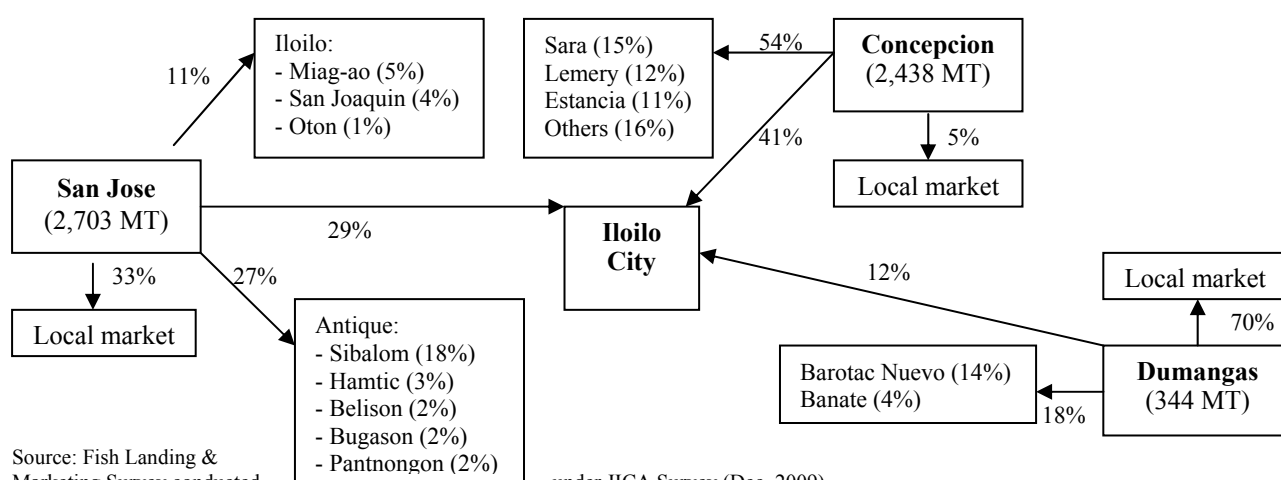 Iloilo:
- Miag-ao (5%)
- San Joaquin (4%)
- Oton (1%)
11%
Sara (15%)
Lemery (12%)
Estancia (11%)
Others (16%)
54%
Concepcion
(2,438 MT)
41%
5%
Local market
San Jose
(2,703 MT)
29%
Iloilo
City
33%
27%
Local market
Antique:
- Sibalom (18%)
- Hamtic (3%)
- Belison (2%)
- Bugason (2%)
- Pantnongon (2%)
12%
Local market
70%
Barotac Nuevo (14%)
Banate (4%)
18%
Dumangas
(344 MT)
Source: Fish Landing &
Marketing Survey conducted under JICA Survey (Dec. 2009)